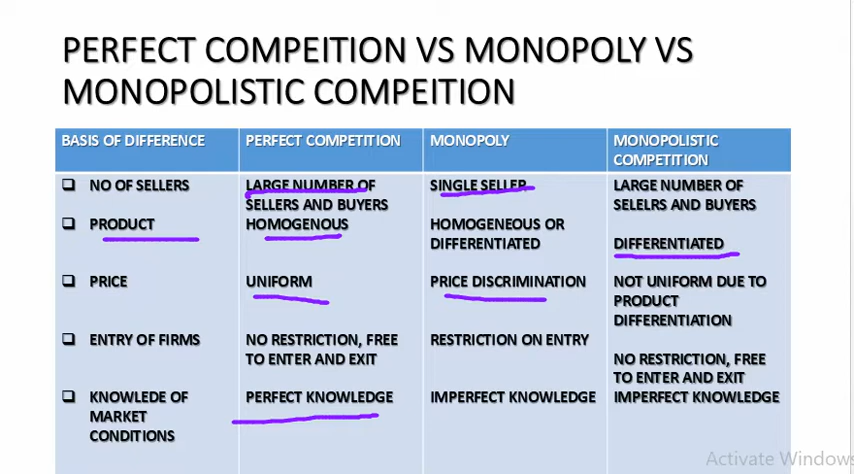 PERFECT COMPEITION VS MONOPOLY VS
MONOPOLISTIC COMPEITION
BASIS OF DIFFERENCE
PERFECT COMPETITION
MONOPOLY
MONOPOLISTIC
COMPETITION
NO OF SELLERS
LARGE NUMBER OF
SELLERS AND BUYERS
SINGLE SELLER
LARGE NUMBER OF
SELELRS AND BUYERS
PRODUCT
HOMOGENOUS
HOMOGENEOUS OR
DIFFERENTIATED
DIFFERENTIATED
PRICE
UNIFORM
PRICE DISCRIMINATION
NOT UNIFORM DUE TO
PRODUCT
DIFFERENTIATION
ENTRY OF FIRMS
NO RESTRICTION, FREE
TO ENTER AND EXIT
RESTRICTION ON ENTRY
NO RESTRICTION, FREE
TO ENTER AND EXIT
KNOWLEDE OF
MARKET
CONDITIONS
PERFECT KNOWLEDGE
IMPERFECT KNOWLEDGE
IMPERFECT KNOWLEDGE
Activate Windows